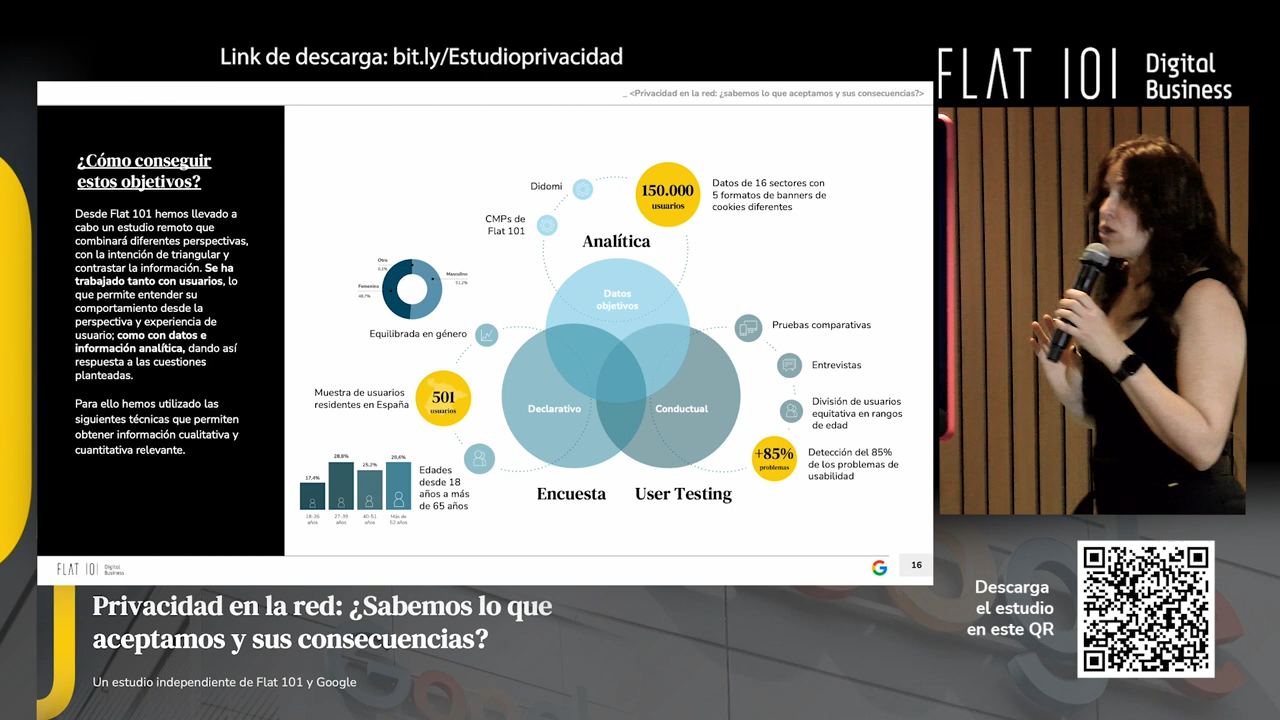 Link de descarga: bit.ly/Estudioprivacidad
FLAT 101 Digital
Business
_ <Privacidad en la red: ¿sabemos lo que aceptamos y sus consecuencias?>
¿Cómo conseguir
estos objetivos?
Desde Flat 101 hemos llevado a
cabo un estudio remoto que
combinará diferentes perspectivas,
con la intención de triangular y
contrastar la información. Se ha
trabajado tanto con usuarios, lo
que permite entender su
comportamiento desde la
perspectiva y experiencia de
usuario; como con datos e
información analítica, dando así
respuesta a las cuestiones
planteadas.
Para ello hemos utilizado las
siguientes técnicas que permiten
obtener información cualitativa y
cuantitativa relevante.
Didomi
CMPs de
Flat 101
150.000
usuarios
Datos de 16 sectores con
5 formatos de banners de
cookies diferentes
Analítica
Datos
objetivos
Otro
0,1%
Masculino
51,2%
Femenino
48,7%
Equilibrada en género
Muestra de usuarios
residentes en España
501
usuarios
Declarativo
Conductual
Pruebas comparativas
Entrevistas
División de usuarios
equitativa en rangos
de edad
+85%
problemas
Detección del 85%
de los problemas de
usabilidad
17,4%
28,8%
25,2%
28,6%
18-26
años
27-39
años
40-51
años
Más de
52 años
Edades
desde 18
años a más
de 65 años
Encuesta
User Testing
FLAT 101 Digital
Business
G
16
Privacidad en la red: ¿Sabemos lo que
aceptamos y sus consecuencias?
Un estudio independiente de Flat 101 y Google
Descarga
el estudio
en este QR